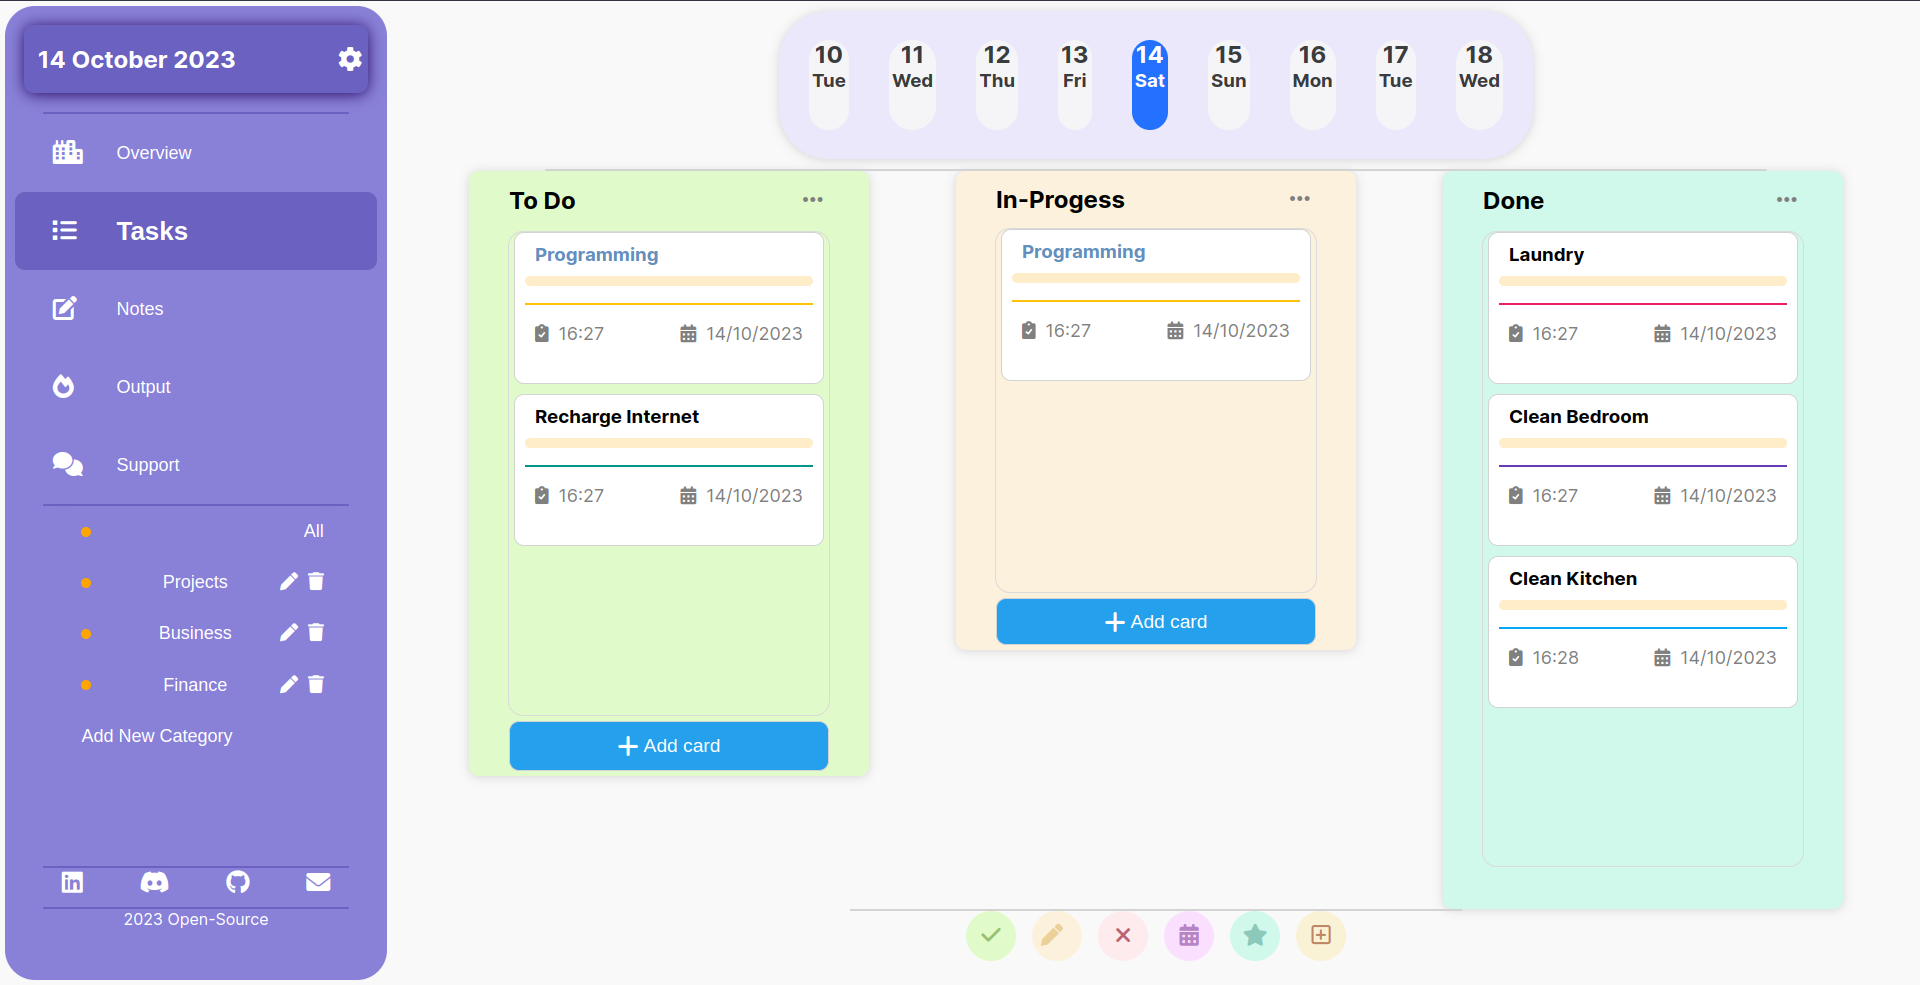 14 October 2023
Overview
Tasks
Notes
Output
Support
All
Projects
Business
Finance
Add New Category
2023 Open-Source
10 11 12 13 14 15 16 17 18
Tue Wed Thu Fri Sat Sun Mon Tue Wed
To Do
Programming
16:27 14/10/2023
Recharge Internet
16:27 14/10/2023
Add card
In-Progess
Programming
16:27 14/10/2023
Add card
Done
Laundry
16:27 14/10/2023
Clean Bedroom
16:27 14/10/2023
Clean Kitchen
16:28 14/10/2023